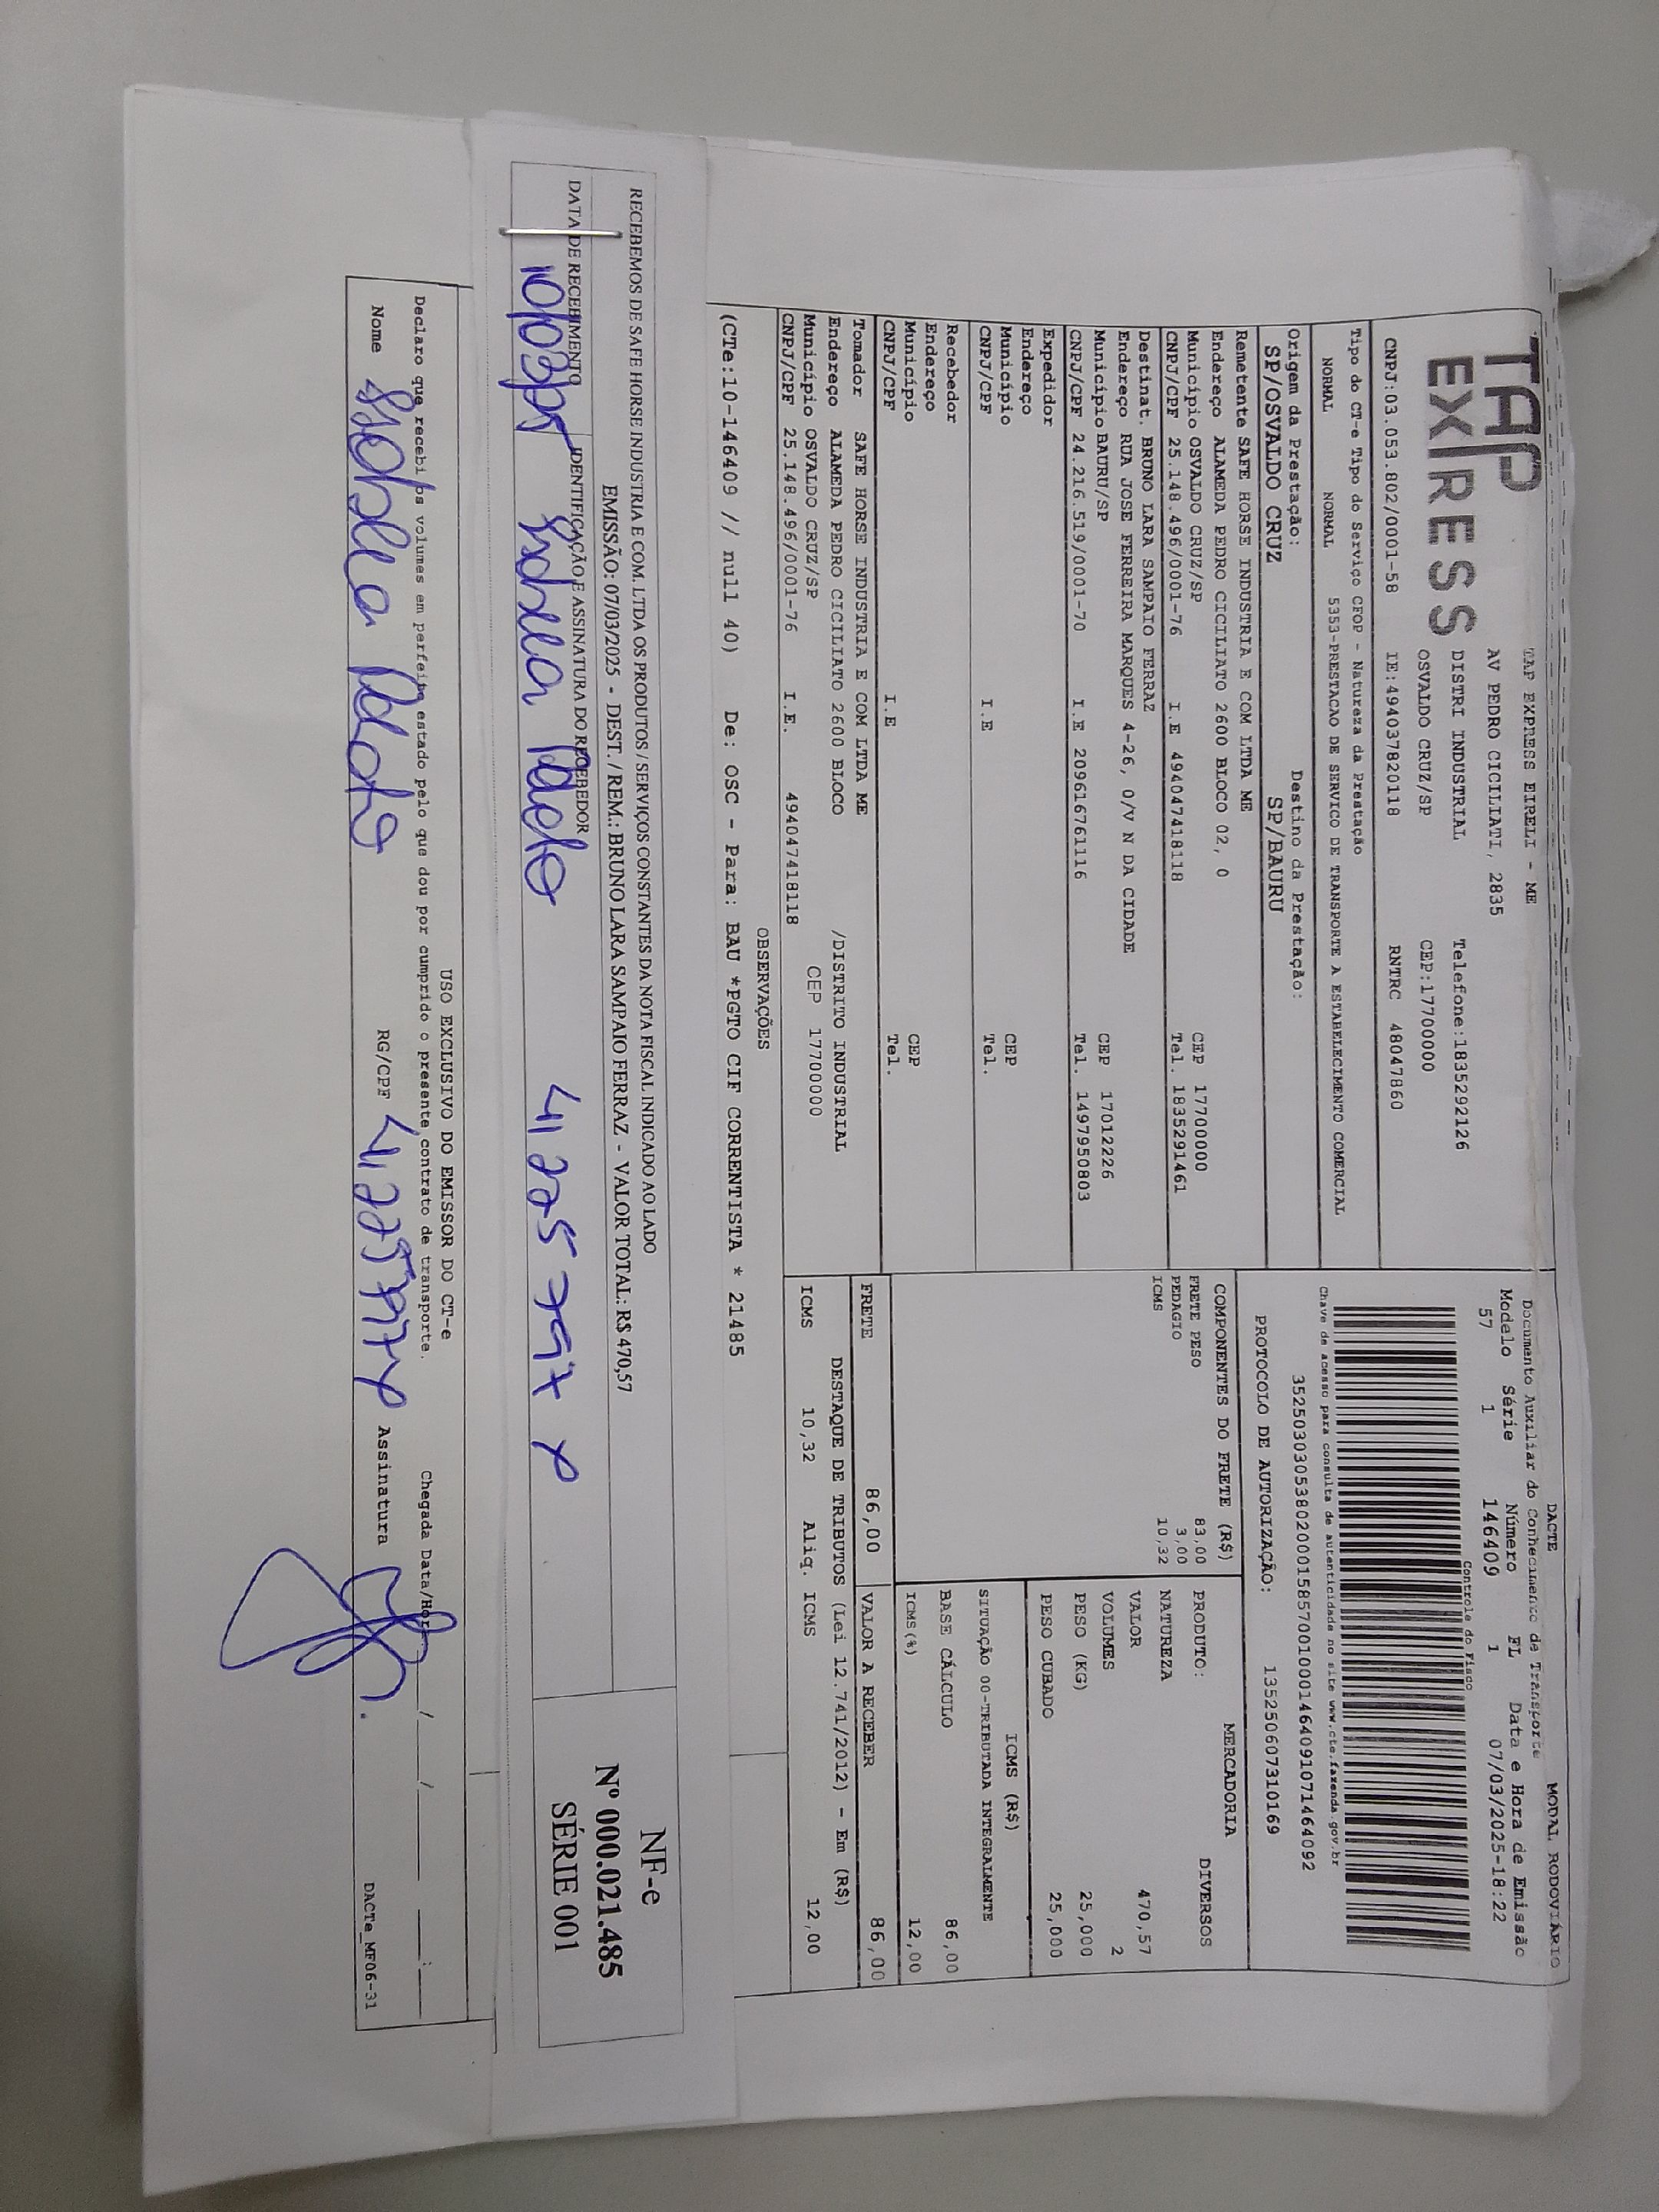 DACTE
MODAL RODOVIÁRIO
TAP EXPRESS
TAP EXPRESS EIRELI - ME
AV PEDRO CICILIATI, 2835
DISTRI INDUSTRIAL Telefone:1835292126
OSVALDO CRUZ/SP CEP:17700000
CNPJ:03.053.802/0001-58 IE:494037820118 RNTRC 48047860
Documento Auxiliar do Conhecimento de Transporte
Modelo Série Número FL Data e Hora de Emissão
57 1 146409 1 07/03/2025-18:22
Controle do Fisco
Tipo do CT-e Tipo do Serviço CFOP - Natureza da Prestação
NORMAL NORMAL 5353-PRESTACAO DE SERVICO DE TRANSPORTE A ESTABELECIMENTO COMERCIAL
Chave de acesso para consulta de autenticidade no site www.cte.fazenda.gov.br
35250303053802000158570010001464091071464092
PROTOCOLO DE AUTORIZAÇÃO: 135250607310169
Origem da Prestação: Destino da Prestação:
SP/OSVALDO CRUZ SP/BAURU
Remetente SAFE HORSE INDUSTRIA E COM LTDA ME
Endereço ALAMEDA PEDRO CICILIATO 2600 BLOCO 02, 0
Município OSVALDO CRUZ/SP CEP 17700000
CNPJ/CPF 25.148.496/0001-76 I.E 494047418118 Tel. 1835291461
Destinat. BRUNO LARA SAMPAIO FERRAZ
Endereço RUA JOSE FERREIRA MARQUES 4-26, 0/V N DA CIDADE
Município BAURU/SP CEP 17012226
CNPJ/CPF 24.216.519/0001-70 I.E 209616761116 Tel. 14979950803
Expedidor
Endereço
Município CEP
CNPJ/CPF I.E Tel.
Recebedor
Endereço
Município CEP
CNPJ/CPF I.E Tel.
Tomador SAFE HORSE INDUSTRIA E COM LTDA ME
Endereço ALAMEDA PEDRO CICILIATO 2600 BLOCO /DISTRITO INDUSTRIAL
Município OSVALDO CRUZ/SP CEP 17700000
CNPJ/CPF 25.148.496/0001-76 I.E. 494047418118
COMPONENTES DO FRETE (R$)
FRETE PESO 83,00
PEDAGIO 3,00
ICMS 10,32
MERCADORIA
PRODUTO: DIVERSOS
NATUREZA
VALOR 470,57
VOLUMES 2
PESO (KG) 25,000
PESO CUBADO 25,000
ICMS (R$)
SITUAÇÃO 00-TRIBUTADA INTEGRALMENTE
BASE CÁLCULO 86,00
ICMS(%) 12,00
FRETE 86,00 VALOR A RECEBER 86,00
DESTAQUE DE TRIBUTOS (Lei 12.741/2012) - Em (R$)
ICMS 10,32 Aliq. ICMS 12,00
OBSERVAÇÕES
(CTe:10-146409 // null 40) De: OSC - Para: BAU *PGTO CIF CORRENTISTA * 21485
RECEBEMOS DE SAFE HORSE INDUSTRIA E COM. LTDA OS PRODUTOS / SERVIÇOS CONSTANTES DA NOTA FISCAL INDICADO AO LADO
EMISSÃO: 07/03/2025 - DEST. / REM.: BRUNO LARA SAMPAIO FERRAZ - VALOR TOTAL: R$ 470,57
DATA DE RECEBIMENTO IDENTIFICAÇÃO E ASSINATURA DO RECEBEDOR
NF-e
Nº 000.021.485
SÉRIE 001
USO EXCLUSIVO DO EMISSOR DO CT-e
Declaro que recebi os volumes em perfeito estado pelo que dou por cumprido o presente contrato de transporte. Chegada Data/Hora / / :
Nome RG/CPF Assinatura
DACTe_MF06-31